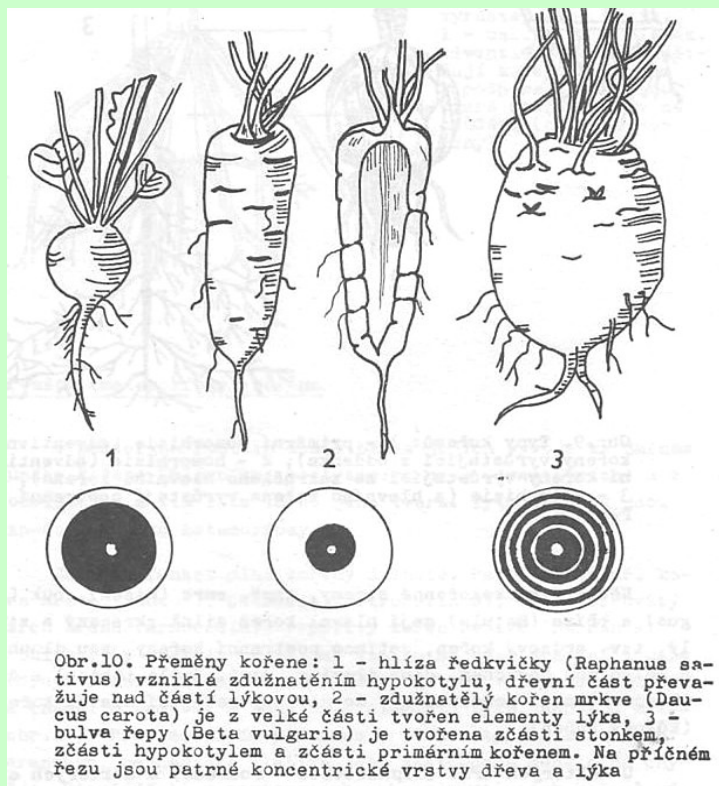 1 2 3
Obr.10. Přeměny kořene: 1 - hlíza ředkvičky (Raphanus sa-
tivus) vzniklá zdužnatěním hypokotylu, dřevní část převa-
žuje nad částí lýkovou, 2 - zdužnatělý kořen mrkve (Dau-
cus carota) je z velké části tvořen elementy lýka, 3 -
bulva řepy (Beta vulgaris) je tvořena zčásti stonkem,
zčásti hypokotylem a zčásti primárním kořenem. Na příčném
řezu jsou patrné koncentrické vrstvy dřeva a lýka